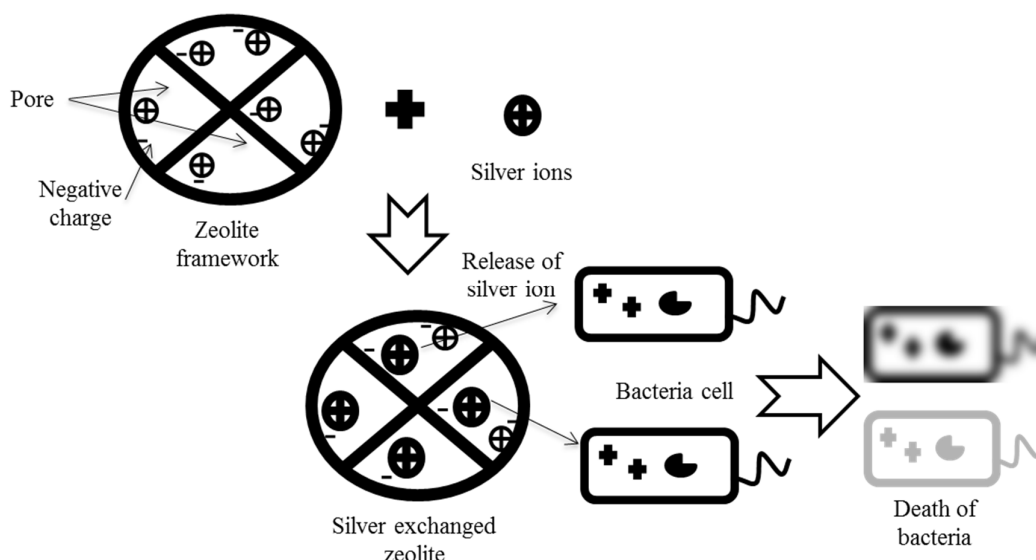 Pore
Negative
charge
Zeolite
framework
Silver ions
Release of
silver ion
Bacteria cell
Silver exchanged
zeolite
Death of
bacteria